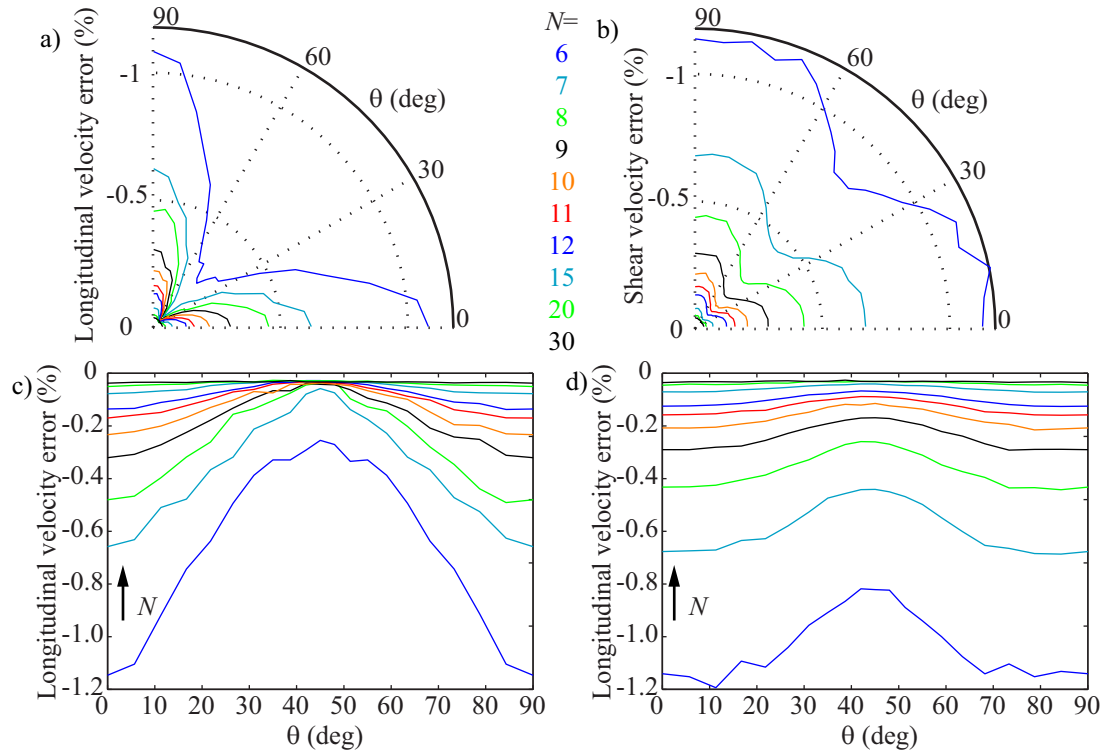 a)
Longitudinal velocity error (%)
90
60
θ (deg)
30
0
-1
-0.5
0
N=
6
7
8
9
10
11
12
15
20
30
b)
Shear velocity error (%)
90
60
θ (deg)
30
0
-1
-0.5
0
c)
Longitudinal velocity error (%)
0
-0.2
-0.4
-0.6
-0.8
-1.0
-1.2
N
0 10 20 30 40 50 60 70 80 90
θ (deg)
d)
Longitudinal velocity error (%)
0
-0.2
-0.4
-0.6
-0.8
-1.0
-1.2
N
0 10 20 30 40 50 60 70 80 90
θ (deg)